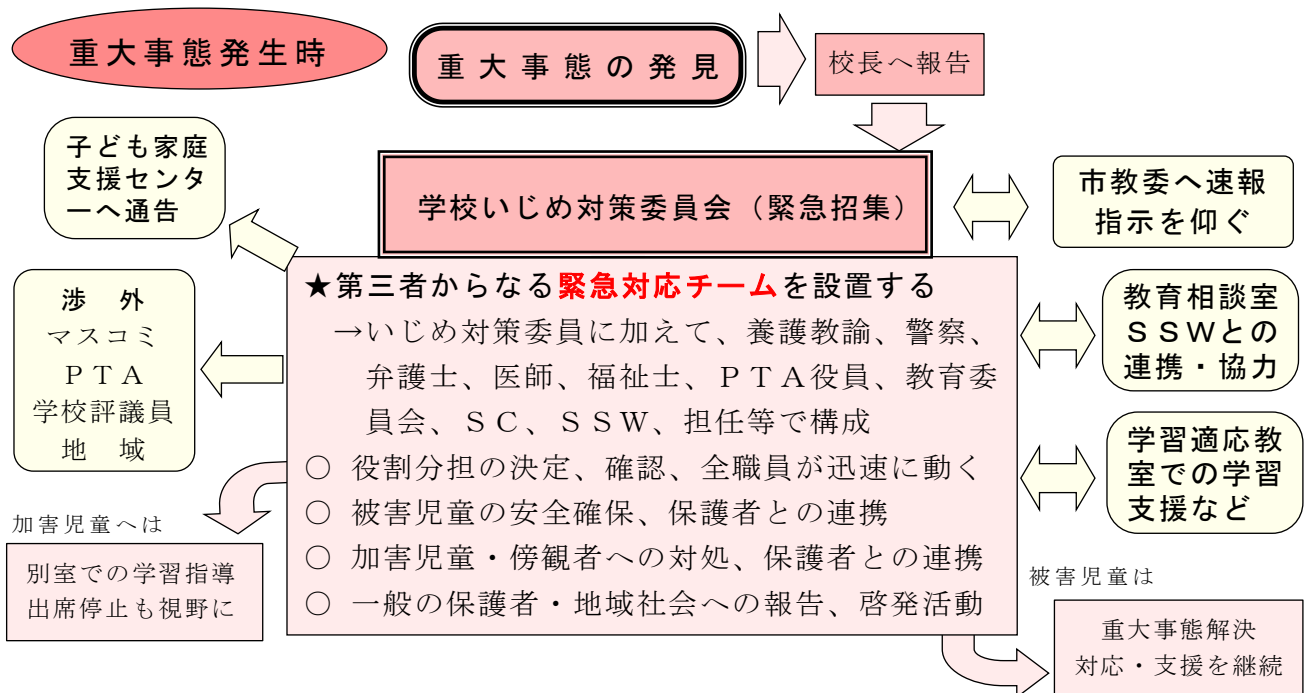 重大事態発生時
重大事態の発見
校長へ報告
子ども家庭
支援センタ
ーへ通告
学校いじめ対策委員会（緊急招集）
市教委へ速報
指示を仰ぐ
渉　外
マスコミ
ＰＴＡ
学校評議員
地　域
★第三者からなる緊急対応チームを設置する
→いじめ対策委員に加えて、養護教諭、警察、
弁護士、医師、福祉士、ＰＴＡ役員、教育委
員会、ＳＣ、ＳＳＷ、担任等で構成
○ 役割分担の決定、確認、全職員が迅速に動く
○ 被害児童の安全確保、保護者との連携
○ 加害児童・傍観者への対処、保護者との連携
○ 一般の保護者・地域社会への報告、啓発活動
教育相談室
ＳＳＷとの
連携・協力
学習適応教
室での学習
支援など
加害児童へは
別室での学習指導
出席停止も視野に
被害児童は
重大事態解決
対応・支援を継続